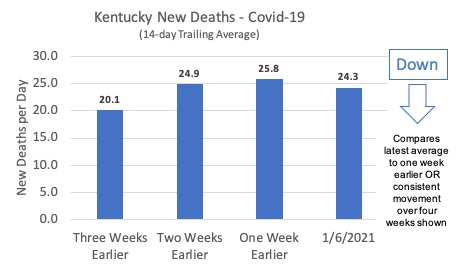 Kentucky New Deaths - Covid-19
(14-day Trailing Average)
New Deaths per Day
30.0
25.0
20.0
15.0
10.0
5.0
0.0
20.1
24.9
25.8
24.3
Three Weeks
Earlier
Two Weeks
Earlier
One Week
Earlier
1/6/2021
Down
Compares
latest average
to one week
earlier OR
consistent
movement
over four
weeks shown